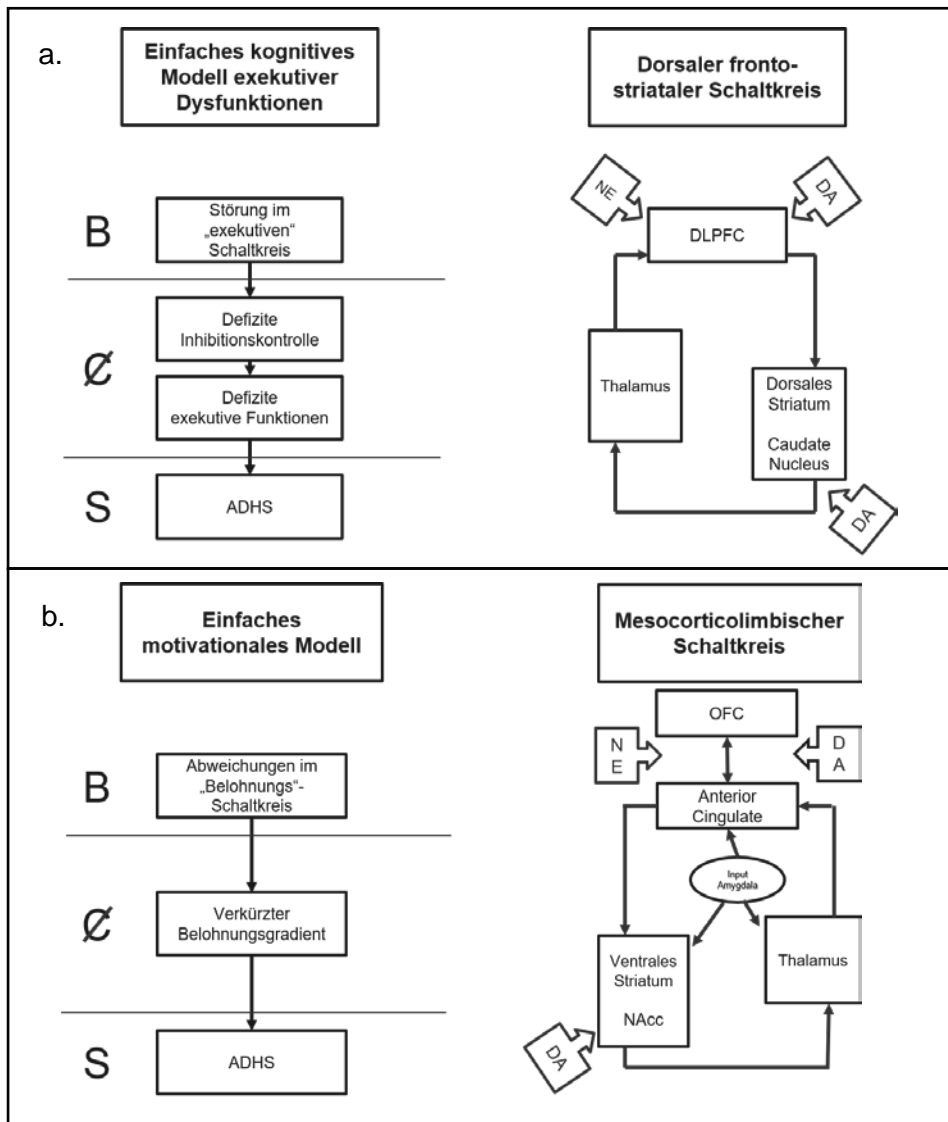 a.
Einfaches kognitives
Modell exekutiver
Dysfunktionen
Dorsaler fronto-
striataler Schaltkreis
B
Störung im
„exekutiven“
Schaltkreis
Ȼ
Defizite
Inhibitionskontrolle
Defizite
exekutive Funktionen
S
ADHS
NE
DA
DLPFC
Thalamus
Dorsales
Striatum
Caudate
Nucleus
DA
b.
Einfaches
motivationales Modell
Mesocorticolimbischer
Schaltkreis
B
Abweichungen im
„Belohnungs“-
Schaltkreis
Ȼ
Verkürzter
Belohnungsgradient
S
ADHS
OFC
N
E
D
A
Anterior
Cingulate
Input
Amygdala
Ventrales
Striatum
NAcc
Thalamus
DA